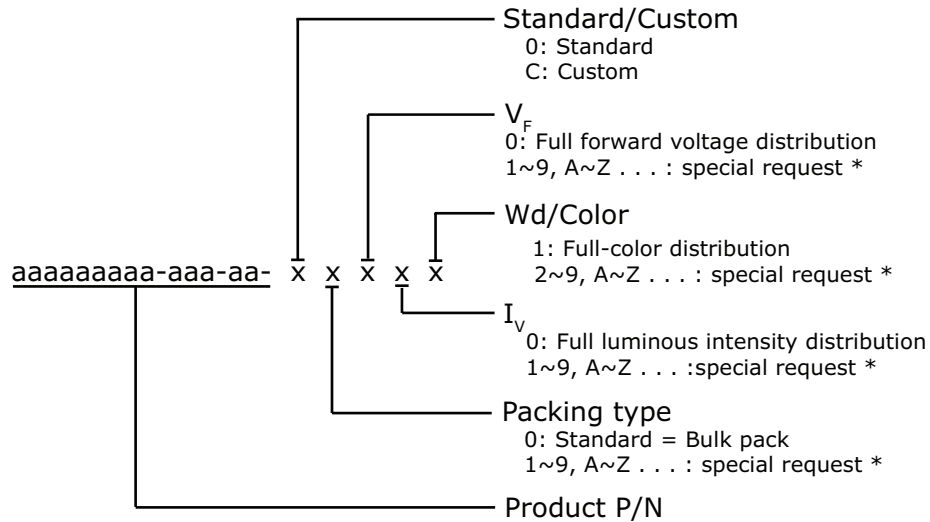 Standard/Custom
0: Standard
C: Custom
VF
0: Full forward voltage distribution
1~9, A~Z . . . : special request *
Wd/Color
1: Full-color distribution
2~9, A~Z . . . : special request *
aaaaaaaaa-aaa-aa- x x x x x
IV
0: Full luminous intensity distribution
1~9, A~Z . . . :special request *
Packing type
0: Standard = Bulk pack
1~9, A~Z . . . : special request *
Product P/N